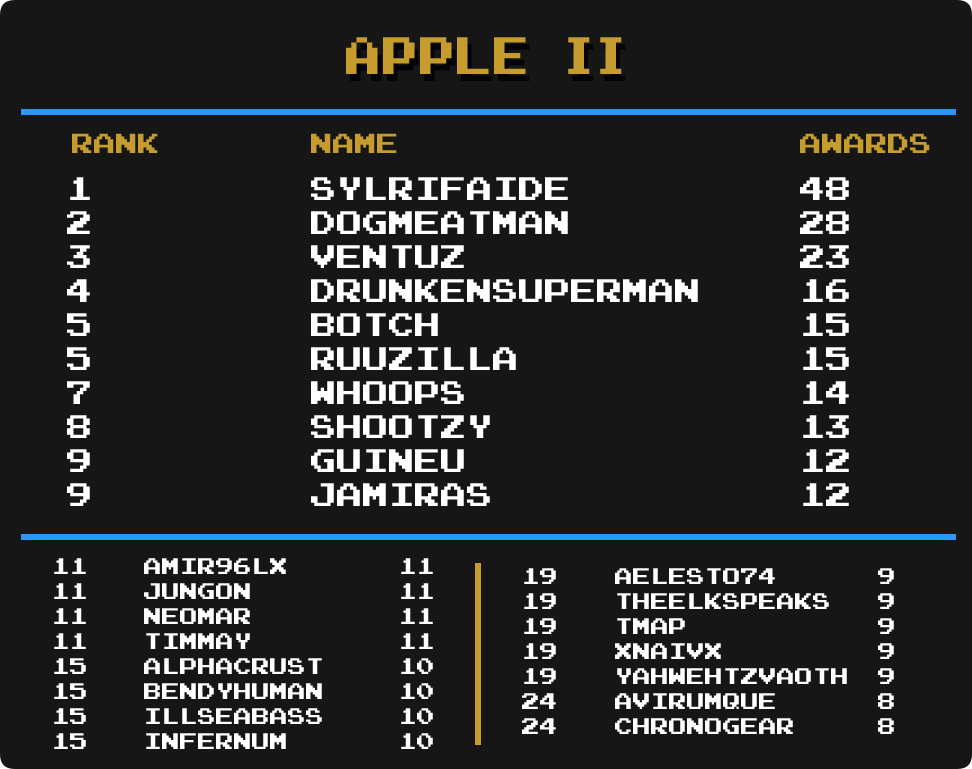 APPLE II
RANK NAME AWARDS
1 SYLRIFAIDE 48
2 DOGMEATMAN 28
3 VENTUZ 23
4 DRUNKENSUPERMAN 16
5 BOTCH 15
5 RUUZILLA 15
7 WHOOPS 14
8 SHOOTZY 13
9 GUINEU 12
9 JAMIRAS 12
11 AMIR96LX 11
11 JUNGON 11
11 NEOMAR 11
11 TIMMAY 11
15 ALPHACRUST 10
15 BENDYHUMAN 10
15 ILLSEABASS 10
15 INFERNUM 10
19 AELESTO74 9
19 THEELKSPEAKS 9
19 TMAP 9
19 XNAIVX 9
19 YAHWEHTZVAOTH 9
24 AVIRUMQUE 8
24 CHRONOGEAR 8